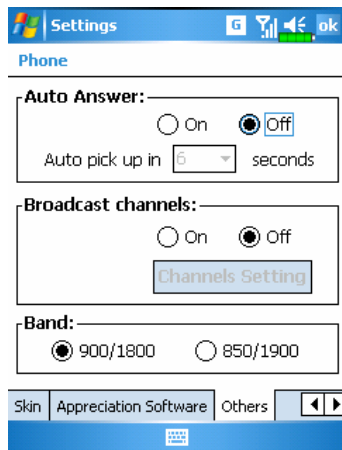 Settings G ok
Phone
Auto Answer:
On Off
Auto pick up in 6 seconds
Broadcast channels:
On Off
Channels Setting
Band:
900/1800 850/1900
Skin Appreciation Software Others